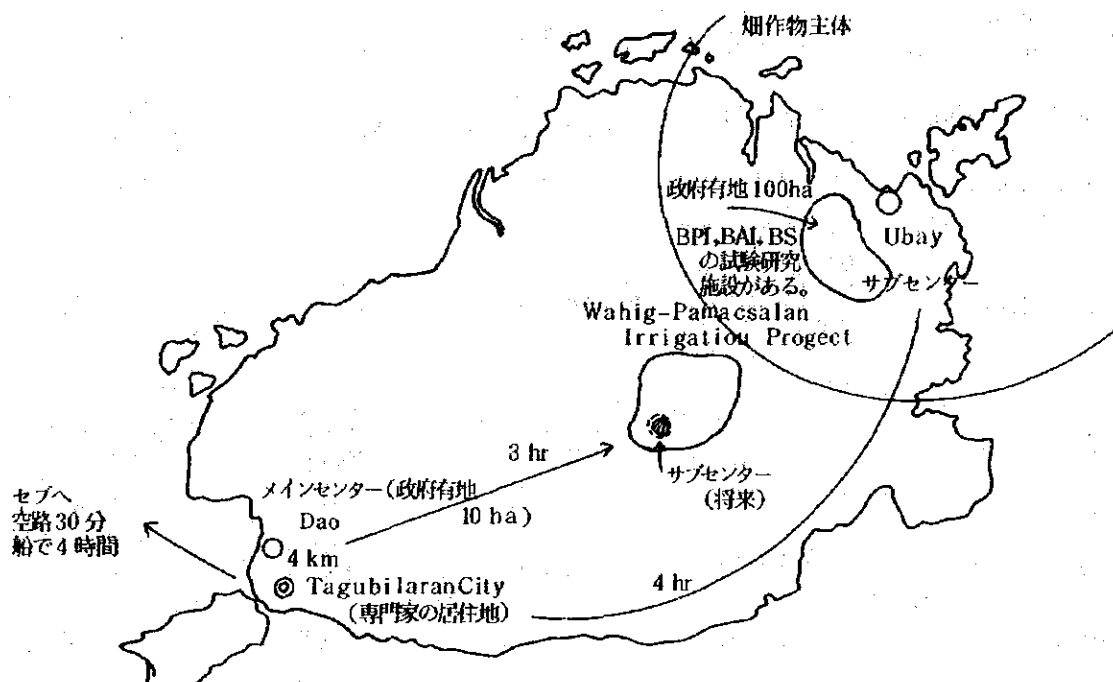 畑作物主体
政府有地100ha
BPI,BAI,BS
の試験研究
施設がある。
Ubay
サブセンター
Wahig-Pamacsalan
Irrigatiou Progect
3 hr
サブセンター
(将来)
セブへ
空路30分
船で4時間
メインセンター(政府有地
10 ha)
Dao
4 km
TagubilaranCity
(専門家の居住地)
4 hr